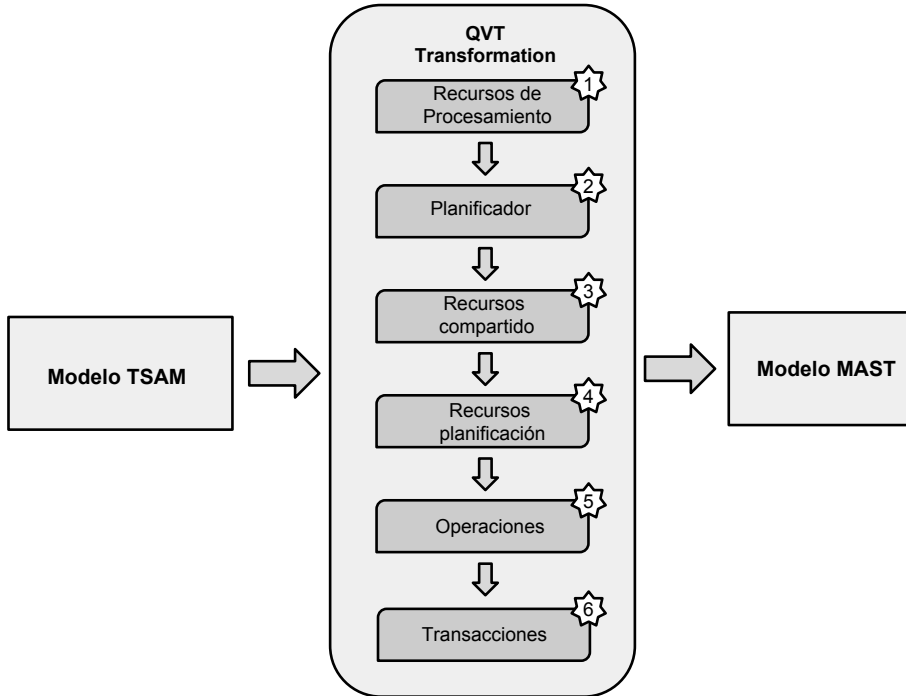 QVT
Transformation
1
Recursos de
Procesamiento
2
Planificador
3
Recursos
compartido
4
Recursos
planificación
5
Operaciones
6
Transacciones
Modelo TSAM
Modelo MAST